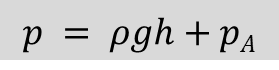 p = ρgh + p_A